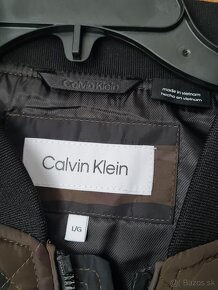 Calvin Klein
made in vietnam
hecho en vietnam
Calvin Klein
L/G
bazos.sk